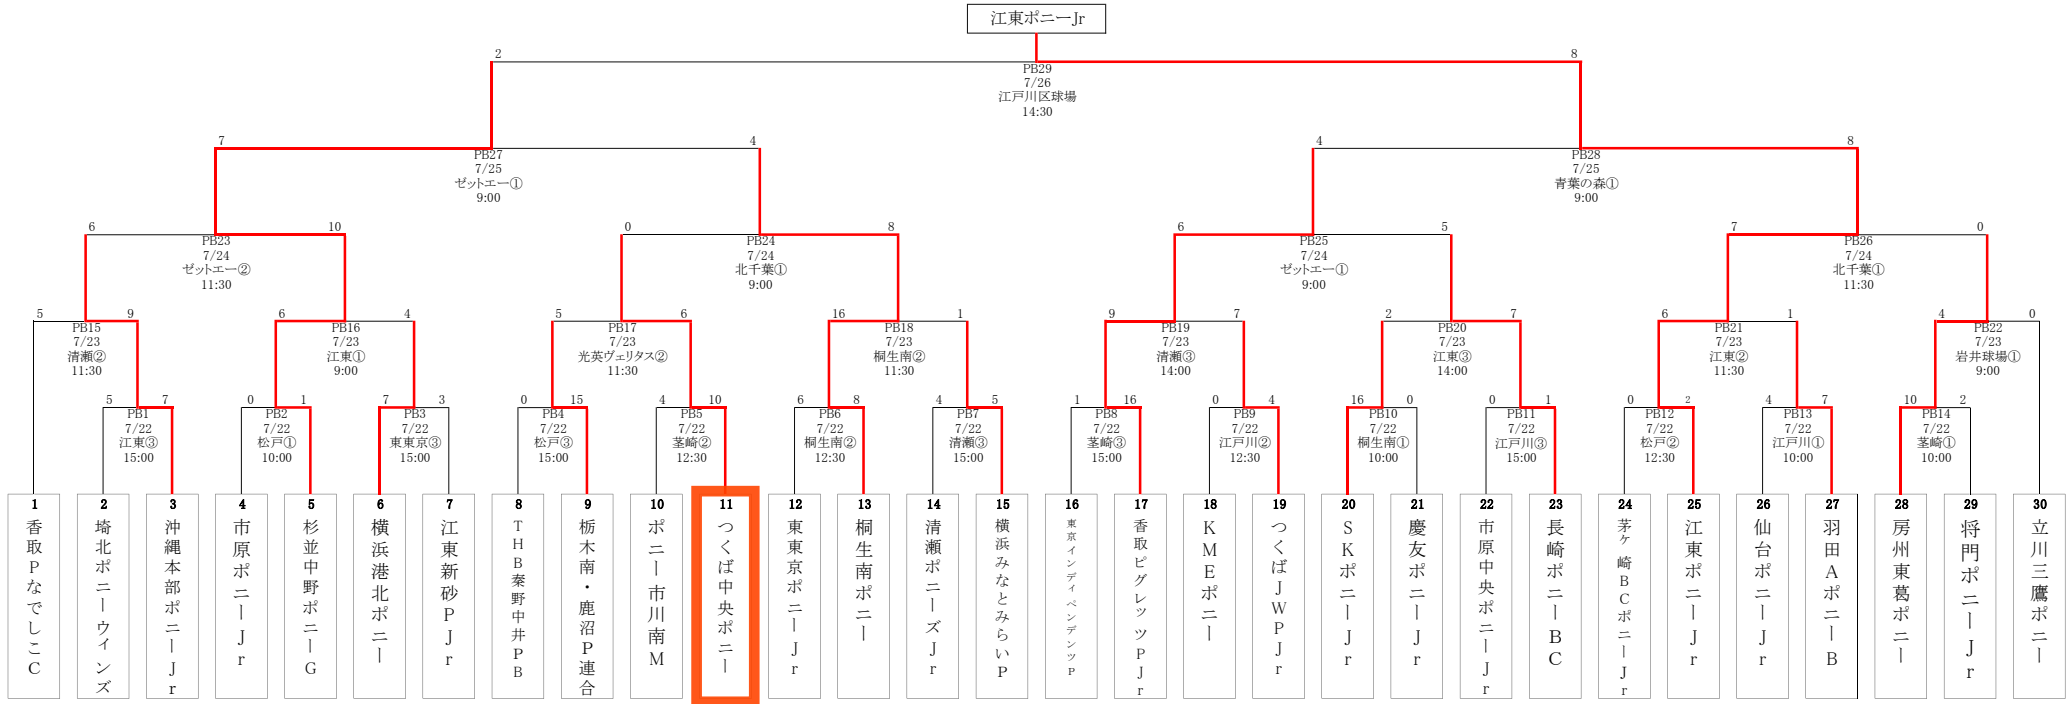 江東ポニーJr
2
8
PB29
7/26
江戸川区球場
14:30
7
4
PB27
7/25
ゼットエー①
9:00
4
8
PB28
7/25
青葉の森①
9:00
6
10
PB23
7/24
ゼットエー②
11:30
0
8
PB24
7/24
北千葉①
9:00
6
5
PB25
7/24
ゼットエー①
9:00
7
0
PB26
7/24
北千葉①
11:30
5
9
PB15
7/23
清瀬②
11:30
6
4
PB16
7/23
江東①
9:00
5
6
PB17
7/23
光英ヴェリタス②
11:30
16
1
PB18
7/23
桐生南②
11:30
9
7
PB19
7/23
清瀬③
14:00
2
7
PB20
7/23
江東③
14:00
6
1
PB21
7/23
江東②
11:30
4
0
PB22
7/23
岩井球場①
9:00
5
7
PB1
7/22
江東③
15:00
0
1
PB2
7/22
松戸①
10:00
7
3
PB3
7/22
東東京③
15:00
0
15
PB4
7/22
松戸③
15:00
4
10
PB5
7/22
茎崎②
12:30
6
8
PB6
7/22
桐生南②
12:30
4
5
PB7
7/22
清瀬③
15:00
1
16
PB8
7/22
茎崎③
15:00
0
4
PB9
7/22
江戸川②
12:30
16
0
PB10
7/22
桐生南①
10:00
0
1
PB11
7/22
江戸川③
15:00
0
2
PB12
7/22
松戸②
12:30
4
7
PB13
7/22
江戸川①
10:00
10
2
PB14
7/22
茎崎①
10:00
1
香取PなでしこC
2
埼北ポニーウィンズ
3
沖縄本部ポニーJr
4
市原ポニーJr
5
杉並中野ポニーG
6
横浜港北ポニー
7
江東新砂PJr
8
THB秦野中井PB
9
栃木南・鹿沼P連合
10
ポニー市川南M
11
つくば中央ポニー
12
東東京ポニーJr
13
桐生南ポニー
14
清瀬ポニーズJr
15
横浜みなとみらいP
16
東京インディペンデンツP
17
香取ピグレッツPJr
18
KMEポニー
19
つくばJWPJr
20
SKポニーJr
21
慶友ポニーJr
22
市原中央ポニーJr
23
長崎ポニーBC
24
茅ケ崎BCポニーJr
25
江東ポニーJr
26
仙台ポニーJr
27
羽田AポニーB
28
房州東葛ポニー
29
将門ポニーJr
30
立川三鷹ポニー